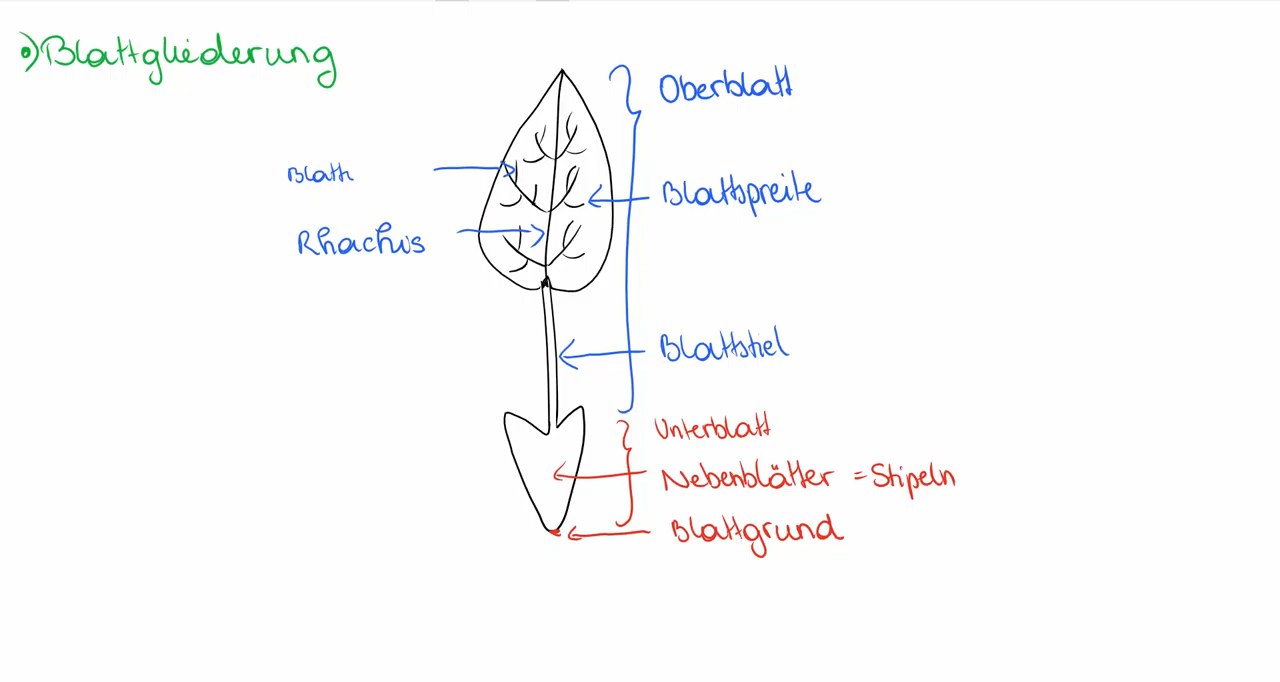 •) Blattgliederung
Oberblatt
Blatt
Blattspreite
Rhachis
Blattstiel
Unterblatt
Nebenblätter = Stipeln
Blattgrund